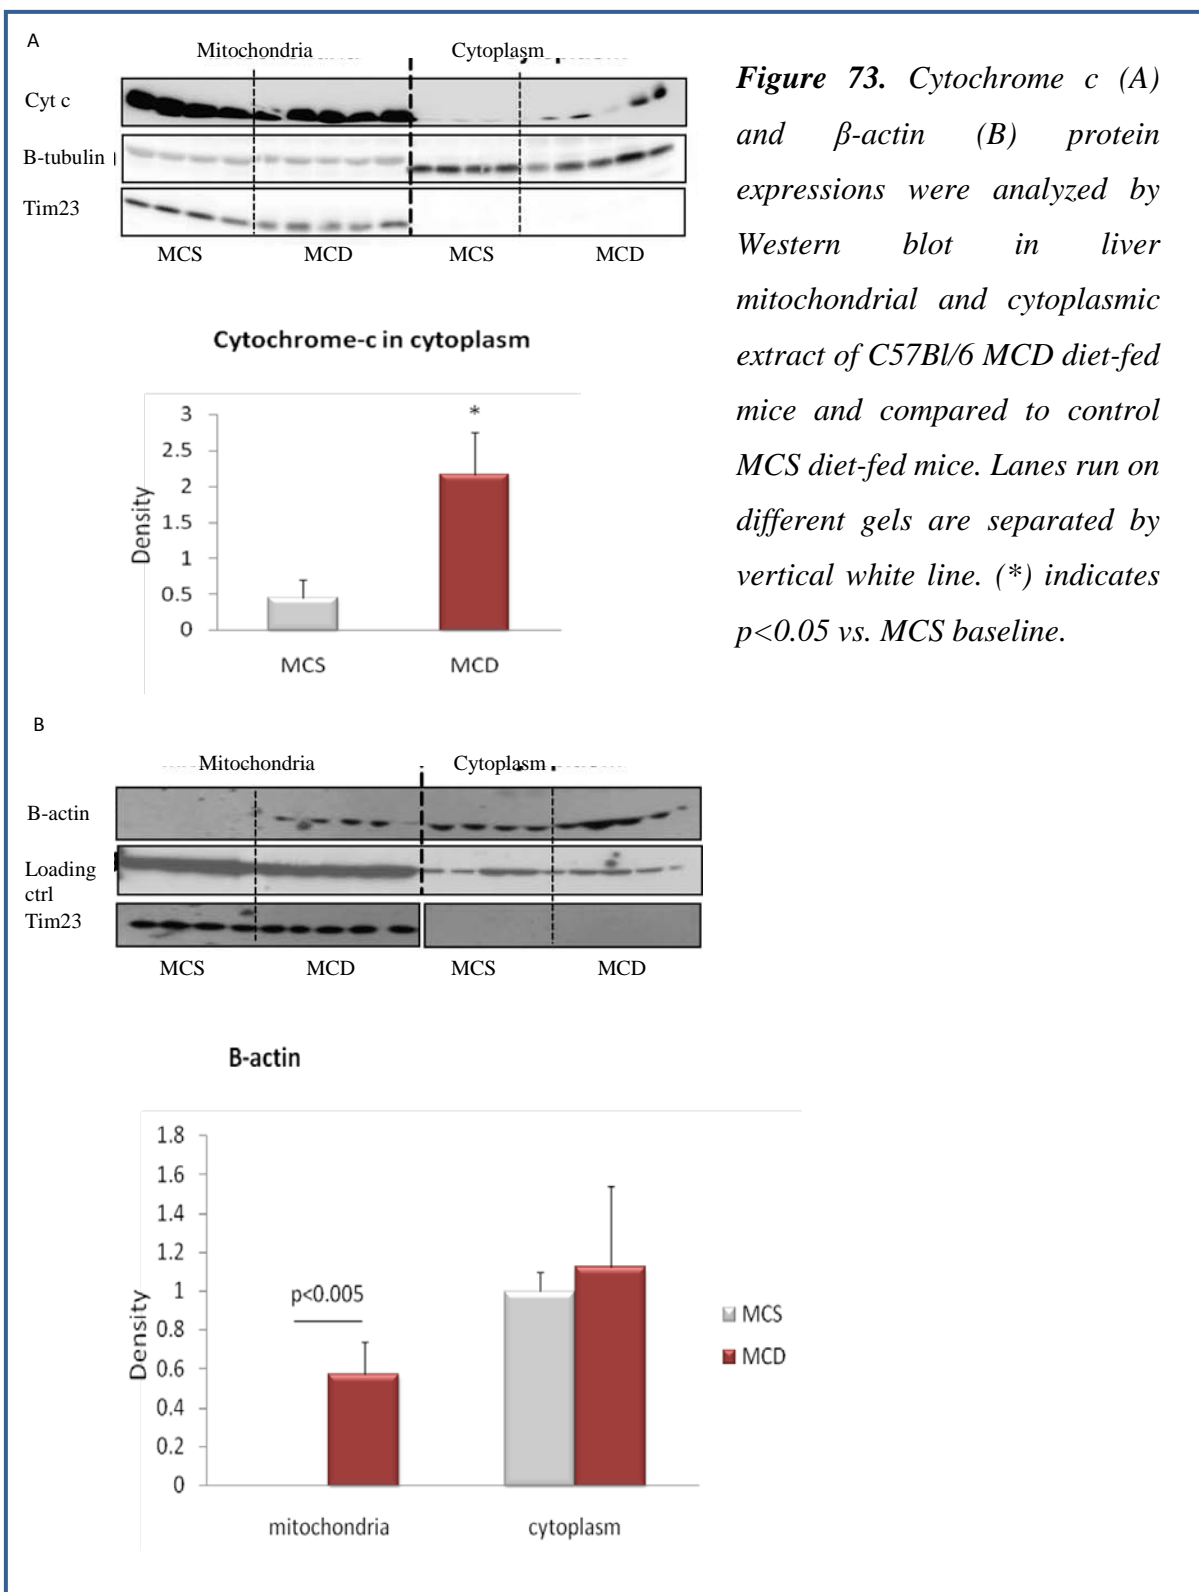 A
Mitochondria Cytoplasm
Cyt c
B-tubulin
Tim23
MCS MCD MCS MCD
Figure 73. Cytochrome c (A)
and β-actin (B) protein
expressions were analyzed by
Western blot in liver
mitochondrial and cytoplasmic
extract of C57Bl/6 MCD diet-fed
mice and compared to control
MCS diet-fed mice. Lanes run on
different gels are separated by
vertical white line. (*) indicates
p<0.05 vs. MCS baseline.
Cytochrome-c in cytoplasm
Density
3
2.5
2
1.5
1
0.5
0
*
MCS MCD
B
Mitochondria Cytoplasm
B-actin
Loading
ctrl
Tim23
MCS MCD MCS MCD
B-actin
Density
1.8
1.6
1.4
1.2
1
0.8
0.6
0.4
0.2
0
p<0.005
mitochondria cytoplasm
MCS
MCD